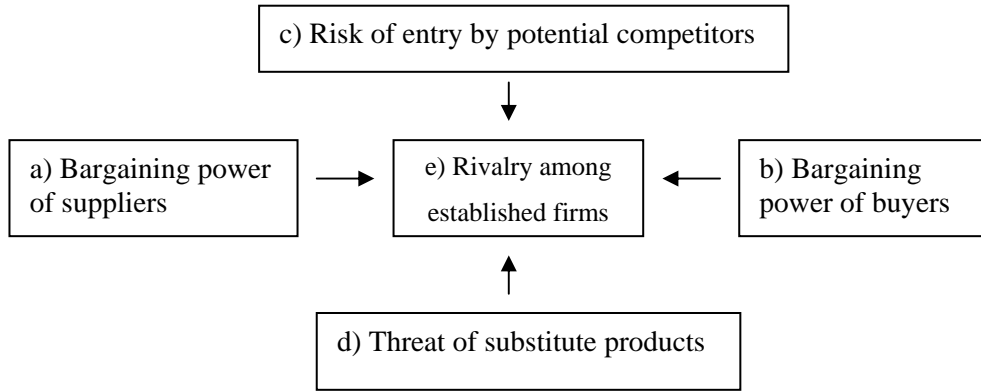 c) Risk of entry by potential competitors
a) Bargaining power
of suppliers
e) Rivalry among
established firms
b) Bargaining
power of buyers
d) Threat of substitute products